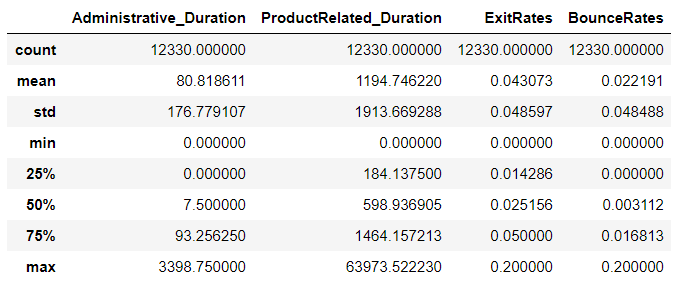 Administrative_Duration ProductRelated_Duration ExitRates BounceRates
count 12330.000000 12330.000000 12330.000000 12330.000000
mean 80.818611 1194.746220 0.043073 0.022191
std 176.779107 1913.669288 0.048597 0.048488
min 0.000000 0.000000 0.000000 0.000000
25% 0.000000 184.137500 0.014286 0.000000
50% 7.500000 598.936905 0.025156 0.003112
75% 93.256250 1464.157213 0.050000 0.016813
max 3398.750000 63973.522230 0.200000 0.200000